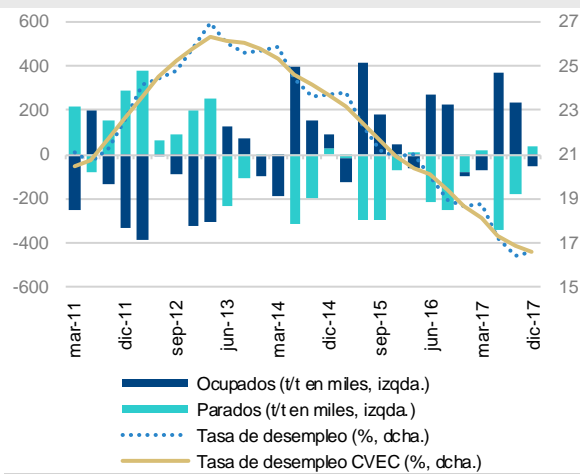 600
400
200
0
-200
-400
-600
27
25
23
21
19
17
15
mar-11
dic-11
sep-12
jun-13
mar-14
dic-14
sep-15
jun-16
mar-17
dic-17
Ocupados (t/t en miles, izqda.)
Parados (t/t en miles, izqda.)
Tasa de desempleo (%, dcha.)
Tasa de desempleo CVEC (%, dcha.)